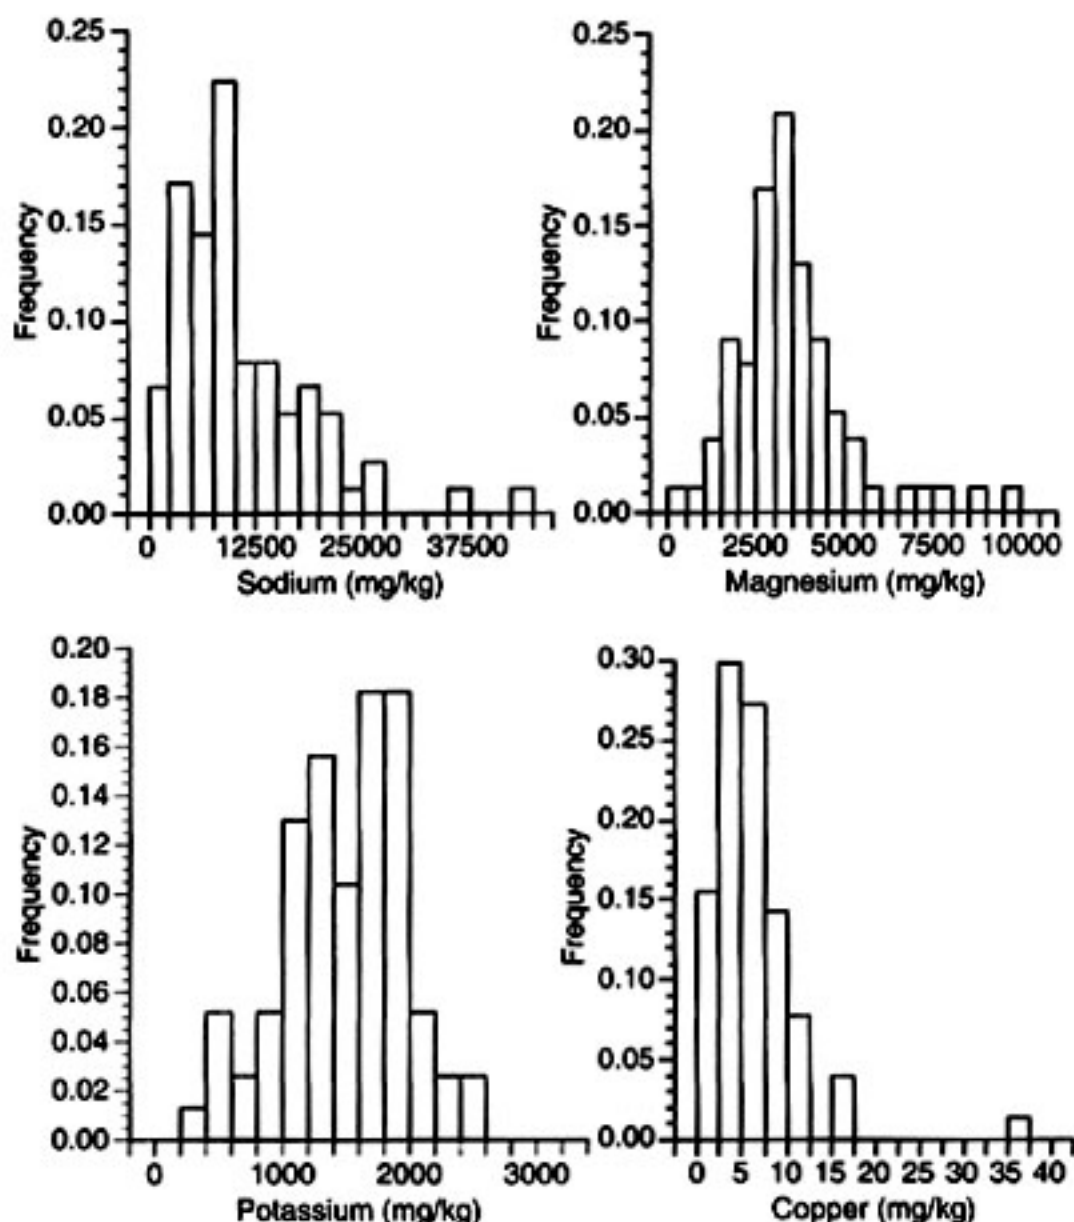 0.25
0.20
0.15
0.10
0.05
0.00
Frequency
0 12500 25000 37500
Sodium (mg/kg)
0.25
0.20
0.15
0.10
0.05
0.00
Frequency
0 2500 5000 7500 10000
Magnesium (mg/kg)
0.20
0.18
0.16
0.14
0.12
0.10
0.08
0.06
0.04
0.02
0.00
Frequency
0 1000 2000 3000
Potassium (mg/kg)
0.30
0.25
0.20
0.15
0.10
0.05
0.00
Frequency
0 5 10 15 20 25 30 35 40
Copper (mg/kg)